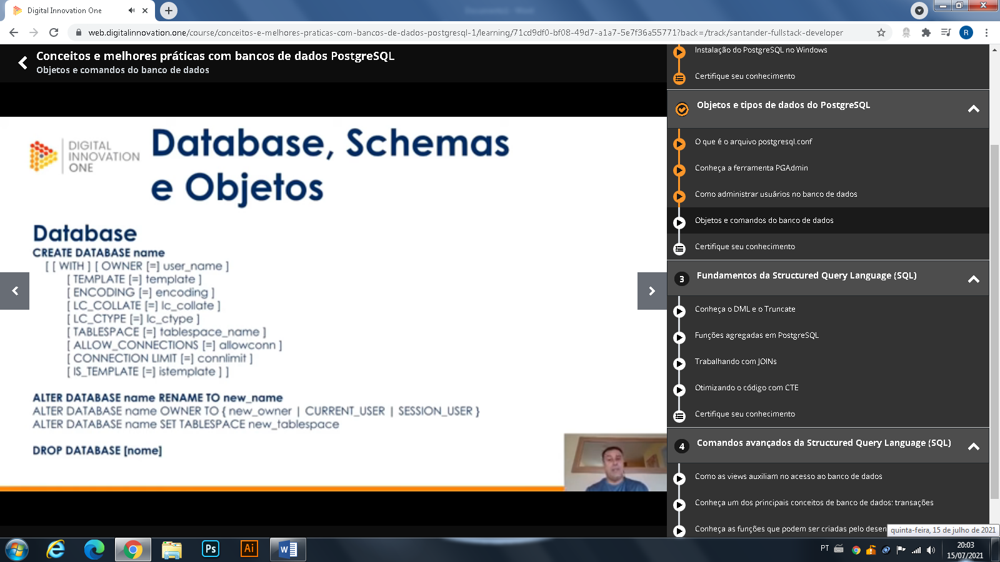 Digital Innovation One
web.digitalinnovation.one/course/conceitos-e-melhores-praticas-com-bancos-de-dados-postgresql-1/learning/71cd9df0-bf08-49d7-a1a7-5e7f36a55771?back=/track/santander-fullstack-developer
R
Conceitos e melhores práticas com bancos de dados PostgreSQL
Objetos e comandos do banco de dados
DIGITAL
INNOVATION
ONE
Database, Schemas
e Objetos
Database
CREATE DATABASE name
[ [ WITH ] [ OWNER [=] user_name ]
[ TEMPLATE [=] template ]
[ ENCODING [=] encoding ]
[ LC_COLLATE [=] lc_collate ]
[ LC_CTYPE [=] lc_ctype ]
[ TABLESPACE [=] tablespace_name ]
[ ALLOW_CONNECTIONS [=] allowconn ]
[ CONNECTION LIMIT [=] connlimit ]
[ IS_TEMPLATE [=] istemplate ] ]
ALTER DATABASE name RENAME TO new_name
ALTER DATABASE name OWNER TO { new_owner | CURRENT_USER | SESSION_USER }
ALTER DATABASE name SET TABLESPACE new_tablespace
DROP DATABASE [nome]
Instalação do PostgreSQL no Windows
Certifique seu conhecimento
Objetos e tipos de dados do PostgreSQL
O que é o arquivo postgresql.conf
Conheça a ferramenta PGAdmin
Como administrar usuários no banco de dados
Objetos e comandos do banco de dados
Certifique seu conhecimento
3 Fundamentos da Structured Query Language (SQL)
Conheça o DML e o Truncate
Funções agregadas em PostgreSQL
Trabalhando com JOINs
Otimizando o código com CTE
Certifique seu conhecimento
4 Comandos avançados da Structured Query Language (SQL)
Como as views auxiliam no acesso ao banco de dados
Conheça um dos principais conceitos de banco de dados: transações
Conheça as funções que podem ser criadas pelo desen
quinta-feira, 15 de julho de 2021
Ps
Ai
W
PT
20:03
15/07/2021